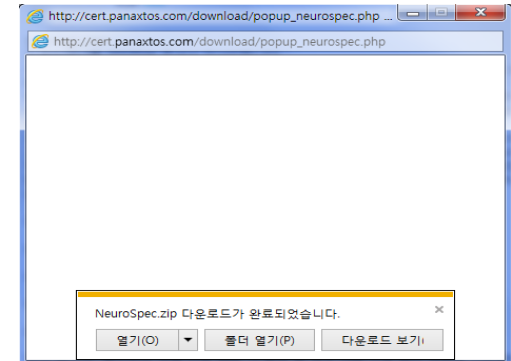 http://cert.panaxtos.com/download/popup_neurospec.php ...
http://cert.panaxtos.com/download/popup_neurospec.php
NeuroSpec.zip 다운로드가 완료되었습니다.
열기(O) 폴더 열기(P) 다운로드 보기